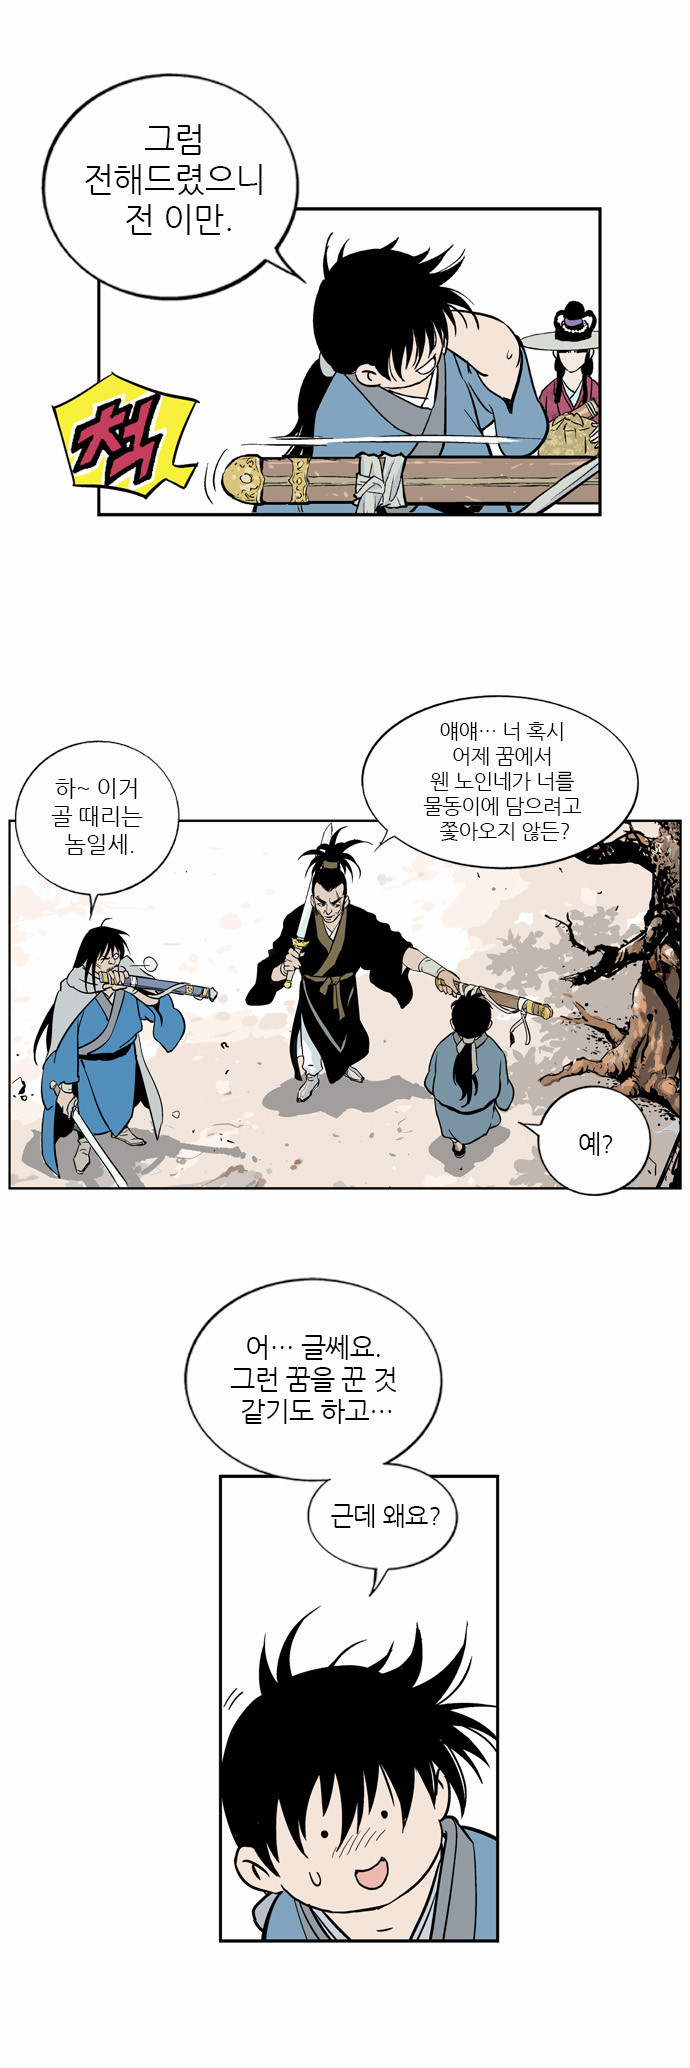 그럼
전해드렸으니
전 이만.
척
하~ 이거
골 때리는
놈일세.
얘얘… 너 혹시
어제 꿈에서
웬 노인네가 너를
물동이에 담으려고
쫓아오지 않든?
예?
어… 글쎄요.
그런 꿈을 꾼 것
같기도 하고…
근데 왜요?